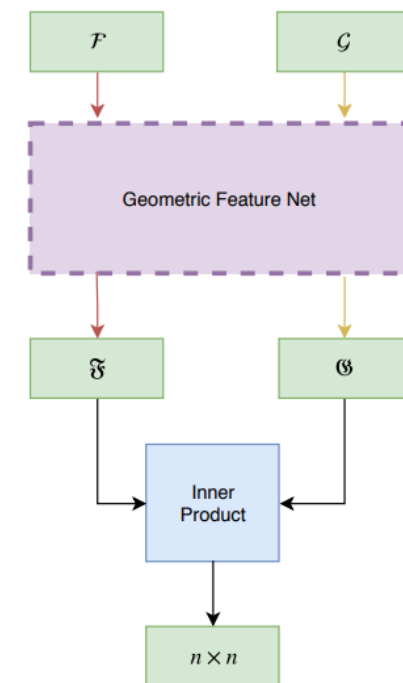 ℱ
𝒢
Geometric Feature Net
𝕱
𝕲
Inner
Product
n × n